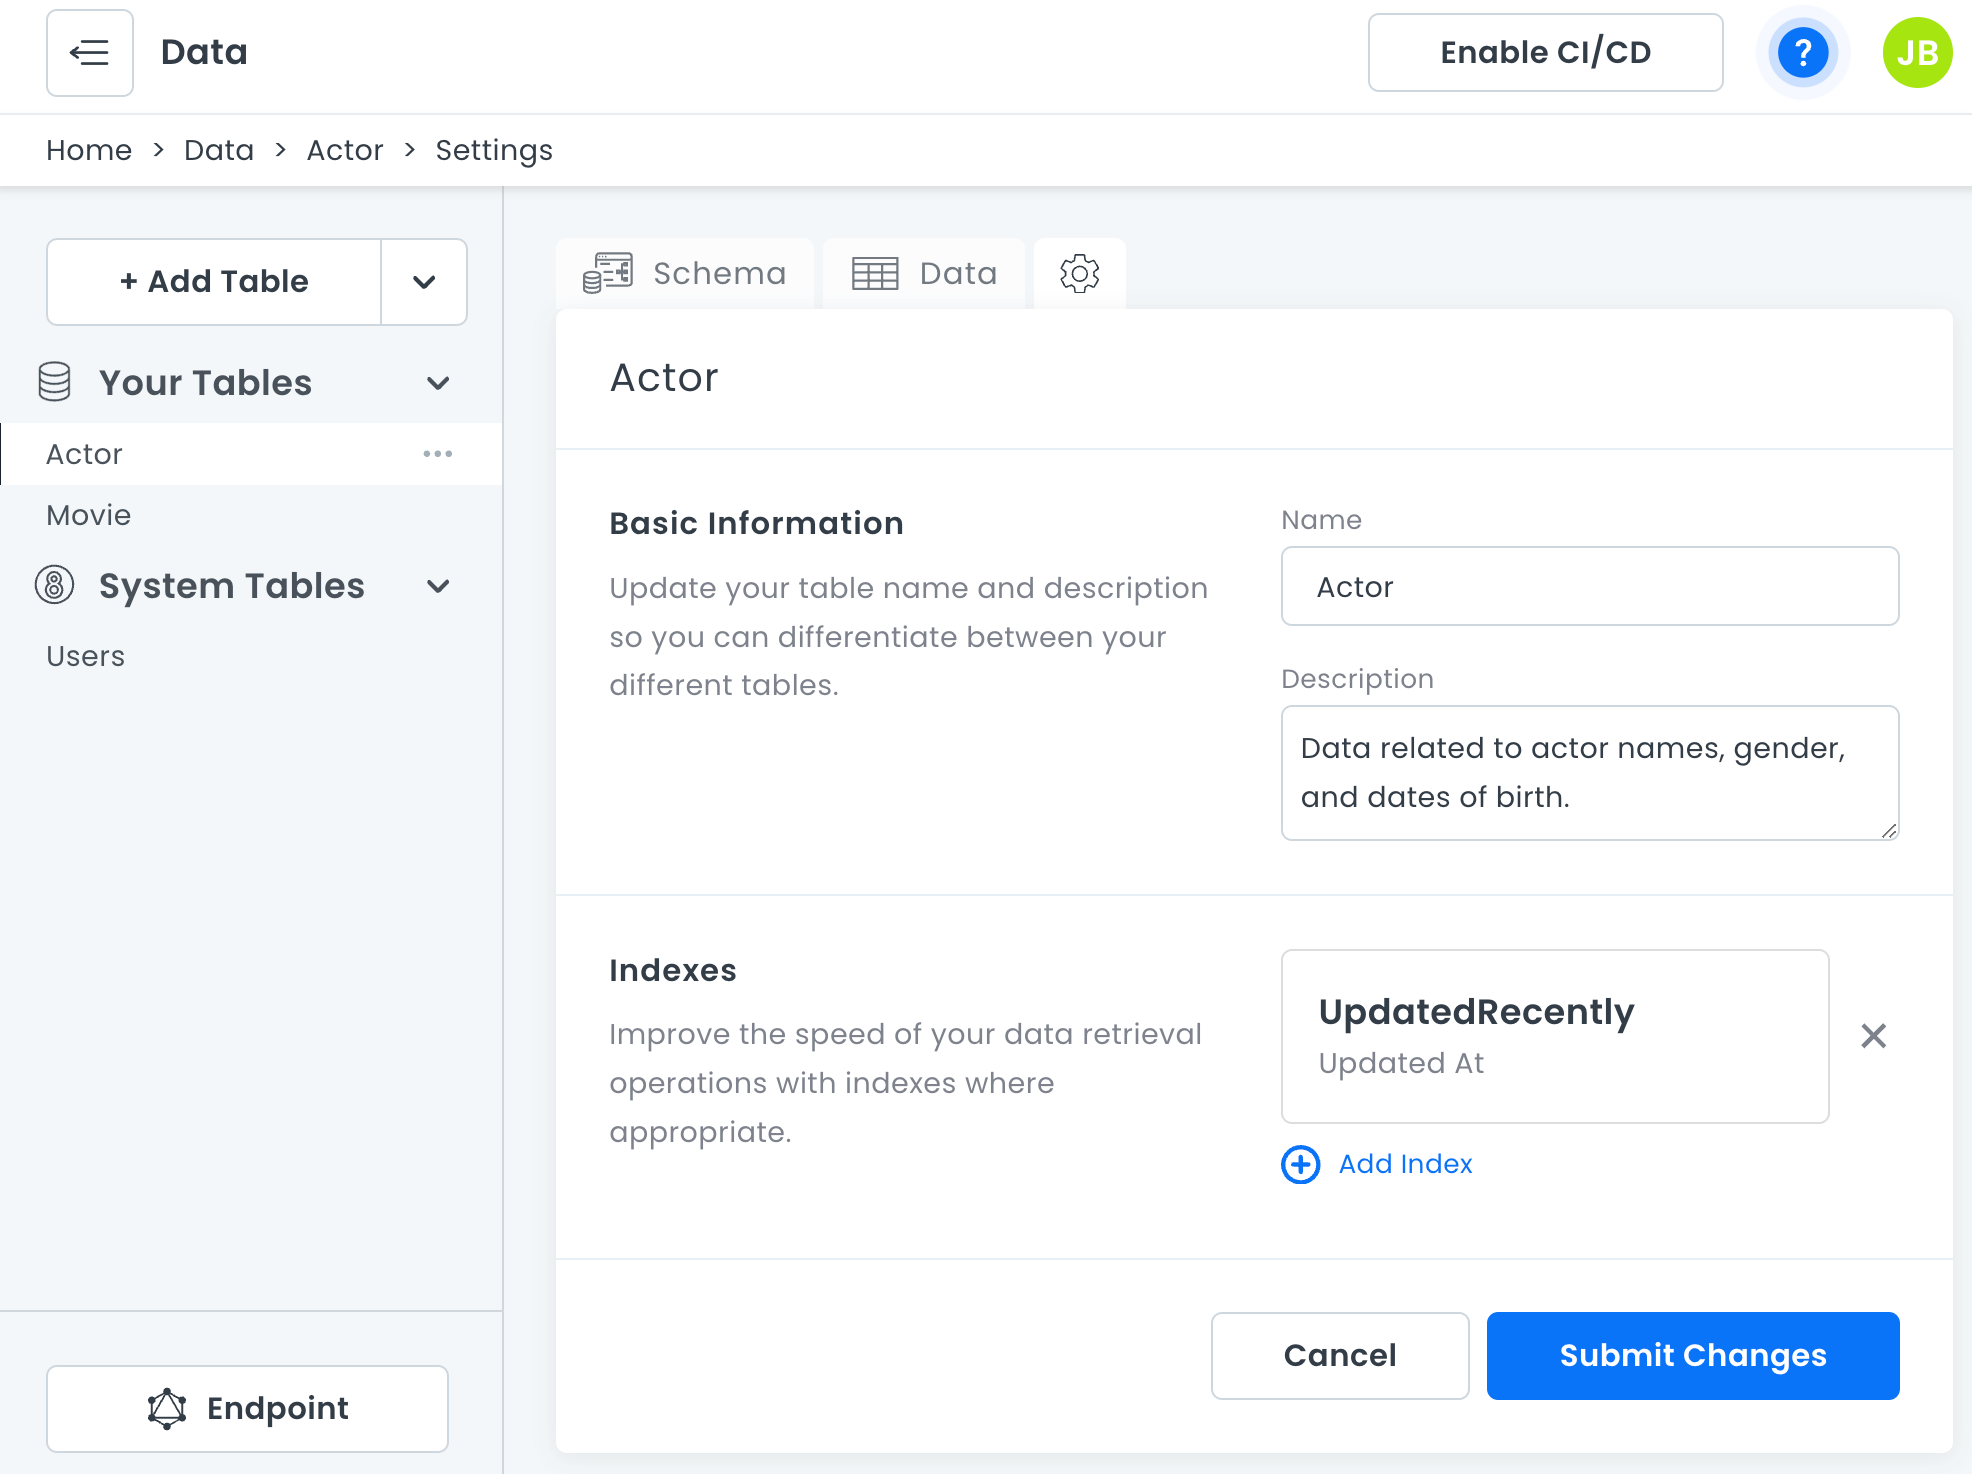 Data
Enable CI/CD
?
JB
Home > Data > Actor > Settings
+ Add Table
Your Tables
Actor
Movie
System Tables
Users
Endpoint
Schema
Data
Actor
Basic Information
Update your table name and description
so you can differentiate between your
different tables.
Name
Actor
Description
Data related to actor names, gender,
and dates of birth.
Indexes
Improve the speed of your data retrieval
operations with indexes where
appropriate.
UpdatedRecently
Updated At
Add Index
Cancel
Submit Changes